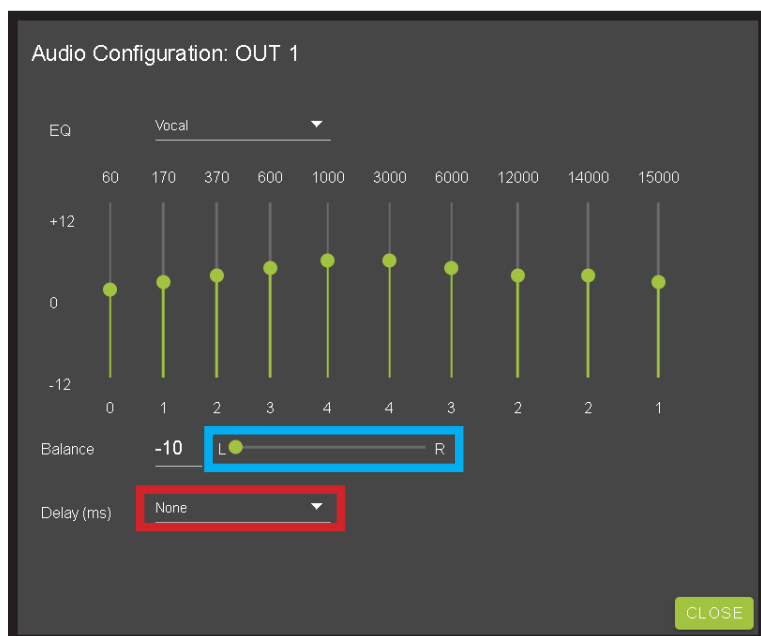 Audio Configuration: OUT 1
EQ Vocal
60 170 370 600 1000 3000 6000 12000 14000 15000
+12
0
-12
0 1 2 3 4 4 3 2 2 1
Balance -10 L R
Delay (ms) None
CLOSE